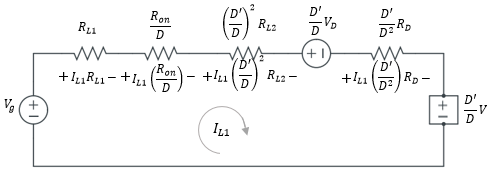 R_{L1}
\frac{R_{on}}{D}
\left(\frac{D'}{D}\right)^2 R_{L2}
\frac{D'}{D} V_D
\frac{D'}{D^2} R_D
+ I_{L1} R_{L1} -
+ I_{L1} \left(\frac{R_{on}}{D}\right) -
+ I_{L1} \left(\frac{D'}{D}\right)^2 R_{L2} -
+ I_{L1} \left(\frac{D'}{D^2}\right) R_D -
V_g
I_{L1}
\frac{D'}{D} V